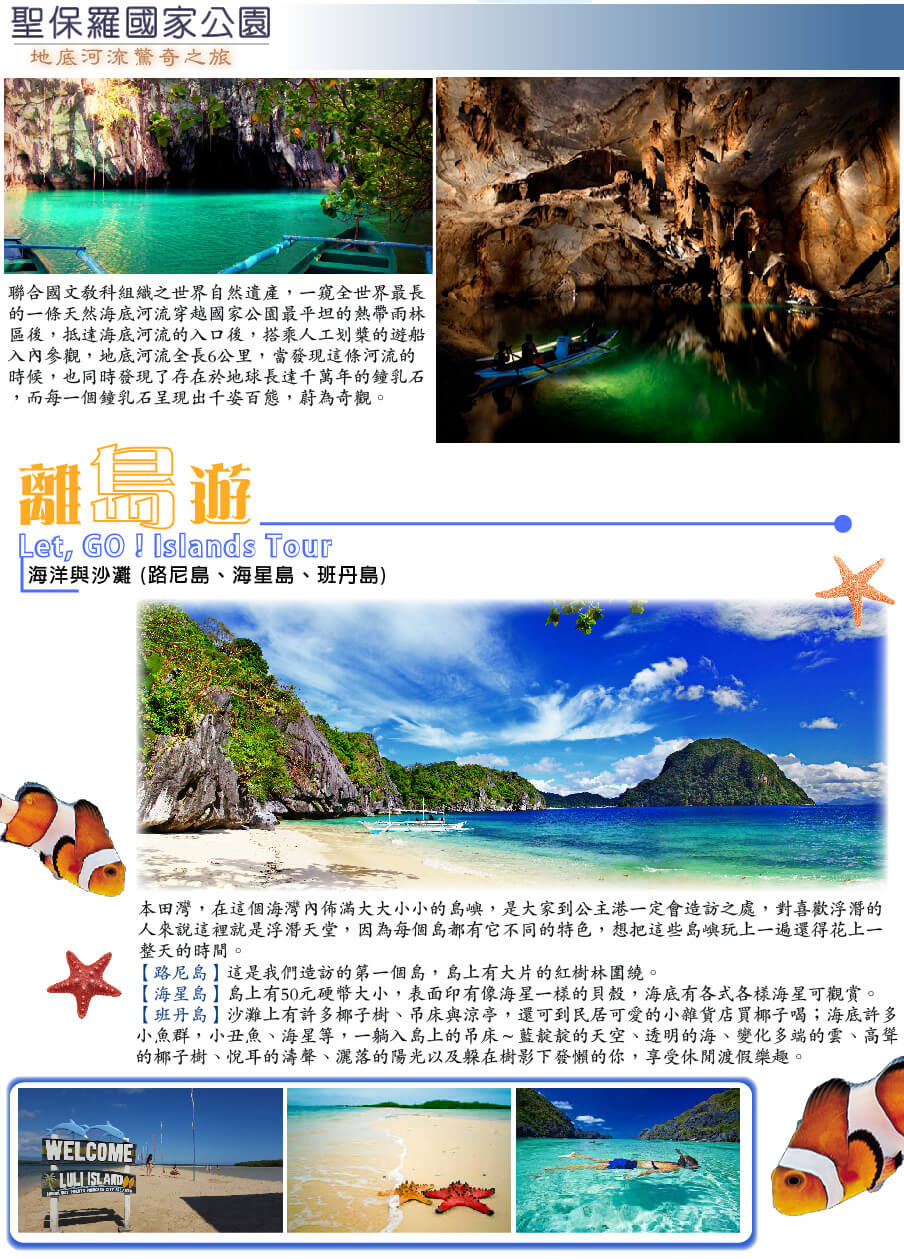 聖保羅國家公園
地底河流驚奇之旅
聯合國文教科組織之世界自然遺產，一窺全世界最長
的一條天然海底河流穿越國家公園最平坦的熱帶雨林
區後，抵達海底河流的入口後，搭乘人工划槳的遊船
入內參觀，地底河流全長6公里，當發現這條河流的
時候，也同時發現了存在於地球長達千萬年的鐘乳石
，而每一個鐘乳石呈現出千姿百態，蔚為奇觀。
離島遊
Let, GO ! Islands Tour
海洋與沙灘 (路尼島、海星島、班丹島)
本田灣，在這個海灣內佈滿大大小小的島嶼，是大家到公主港一定會造訪之處，對喜歡浮潛的
人來說這裡就是浮潛天堂，因為每個島都有它不同的特色，想把這些島嶼玩上一遍還得花上一
整天的時間。
【路尼島】這是我們造訪的第一個島，島上有大片的紅樹林圍繞。
【海星島】島上有50元硬幣大小，表面印有像海星一樣的貝殼，海底有各式各樣海星可觀賞。
【班丹島】沙灘上有許多椰子樹、吊床與涼亭，還可到民居可愛的小雜貨店買椰子喝；海底許多
小魚群，小丑魚、海星等，一躺入島上的吊床~藍靛靛的天空、透明的海、變化多端的雲、高聳
的椰子樹、悅耳的濤聲、灑落的陽光以及躲在樹影下發懶的你，享受休閒渡假樂趣。
WELCOME
LULI ISLAND